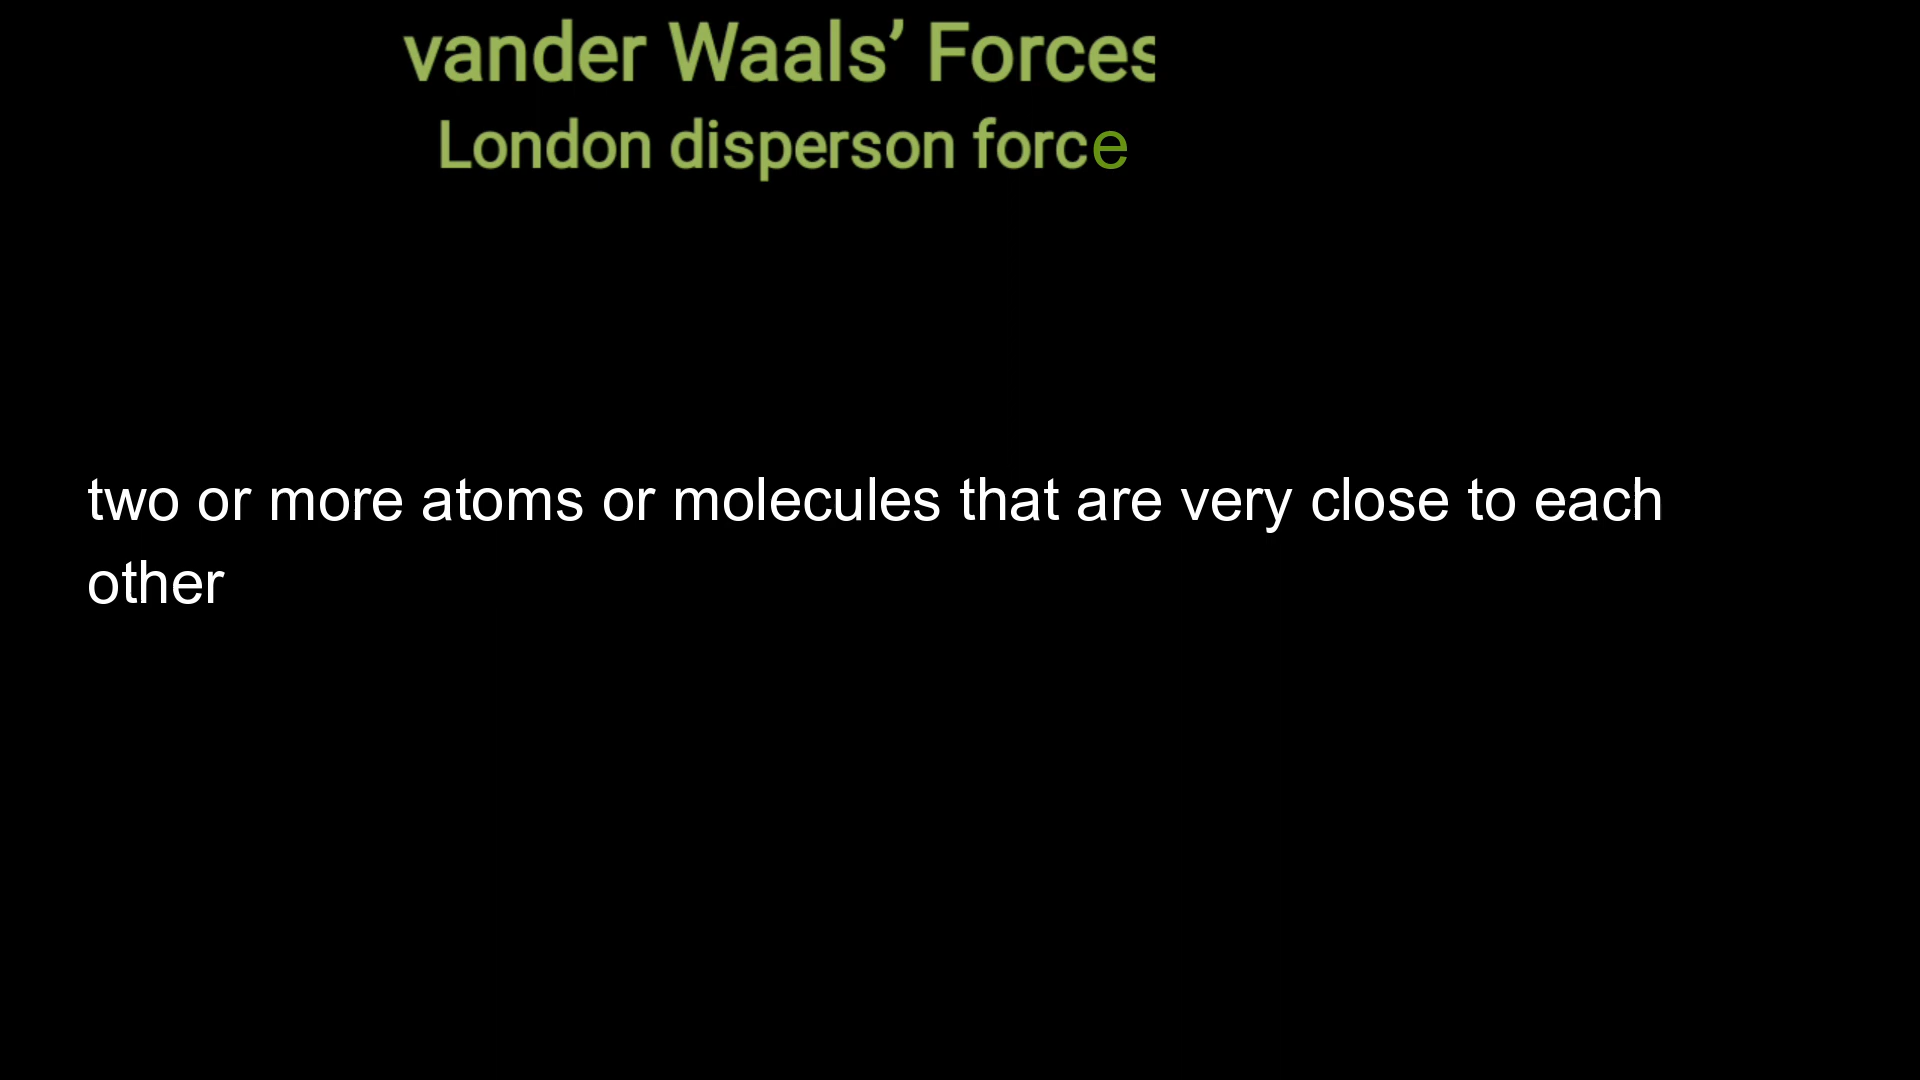 vander Waals’ Forces
London disperson force
two or more atoms or molecules that are very close to each
other